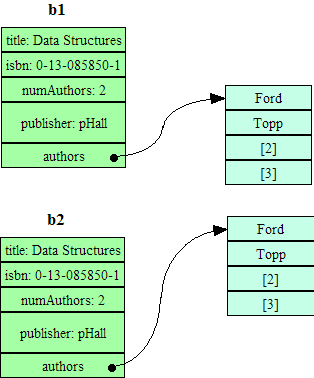 b1
title: Data Structures
isbn: 0-13-085850-1
numAuthors: 2
publisher: pHall
authors
Ford
Topp
[2]
[3]
b2
title: Data Structures
isbn: 0-13-085850-1
numAuthors: 2
publisher: pHall
authors
Ford
Topp
[2]
[3]